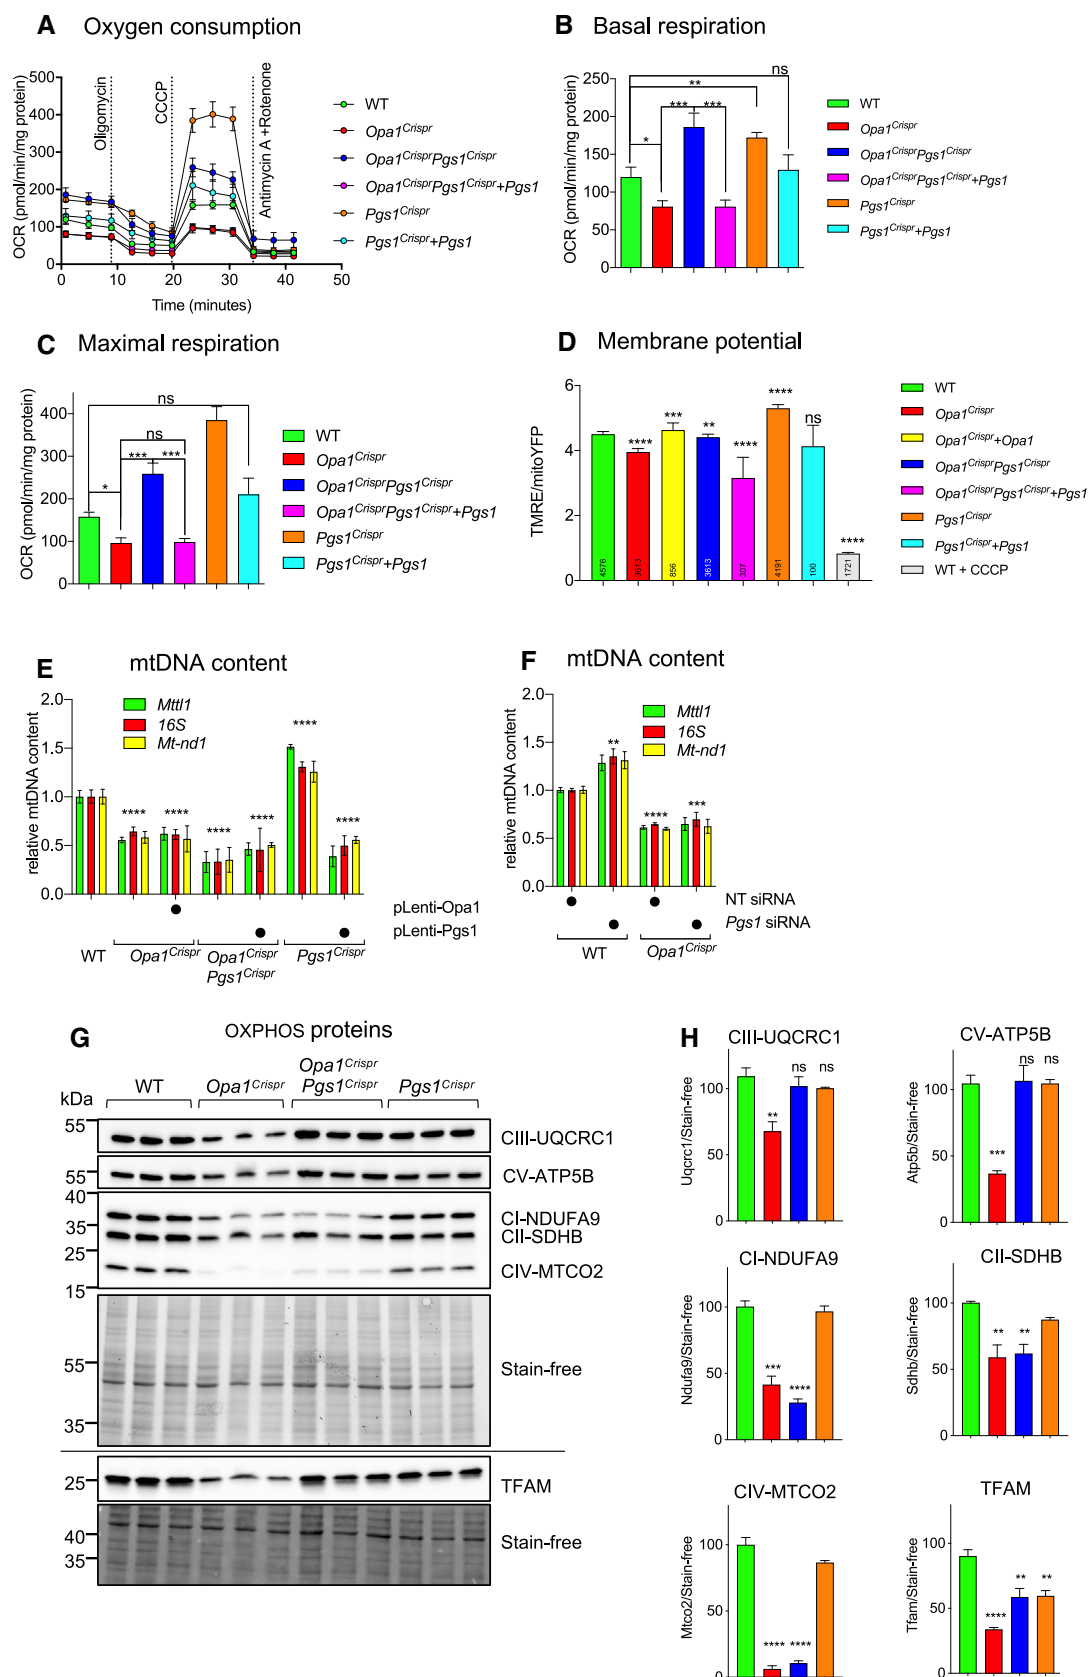 A Oxygen consumption
OCR (pmol/min/mg protein)
500
400
300
200
100
0
0 10 20 30 40 50
Time (minutes)
Oligomycin
CCCP
Antimycin A +Rotenone
WT
Opa1Crispr
Opa1CrisprPgs1Crispr
Opa1CrisprPgs1Crispr+Pgs1
Pgs1Crispr
Pgs1Crispr+Pgs1
B Basal respiration
OCR (pmol/min/mg protein)
250
200
150
100
50
0
ns
**
*** ***
*
WT
Opa1Crispr
Opa1CrisprPgs1Crispr
Opa1CrisprPgs1Crispr+Pgs1
Pgs1Crispr
Pgs1Crispr+Pgs1
C Maximal respiration
OCR (pmol/min/mg protein)
400
300
200
100
0
ns
ns
*** ***
*
WT
Opa1Crispr
Opa1CrisprPgs1Crispr
Opa1CrisprPgs1Crispr+Pgs1
Pgs1Crispr
Pgs1Crispr+Pgs1
D Membrane potential
TMRE/mitoYFP
6
4
2
0
**** *** ** **** **** ns ****
4576 3613 856 3613 307 4191 100 1721
WT
Opa1Crispr
Opa1Crispr+Opa1
Opa1CrisprPgs1Crispr
Opa1CrisprPgs1Crispr+Pgs1
Pgs1Crispr
Pgs1Crispr+Pgs1
WT + CCCP
E mtDNA content
relative mtDNA content
2.0
1.5
1.0
0.5
0.0
Mttl1
16S
Mt-nd1
**** **** **** **** ****
pLenti-Opa1
pLenti-Pgs1
WT Opa1Crispr Opa1Crispr Pgs1Crispr
Pgs1Crispr
F mtDNA content
relative mtDNA content
2.0
1.5
1.0
0.5
0.0
Mttl1
16S
Mt-nd1
** **** ***
NT siRNA
Pgs1 siRNA
WT Opa1Crispr
G OXPHOS proteins
kDa WT Opa1Crispr Opa1Crispr Pgs1Crispr
Pgs1Crispr
55 CIII-UQCRC1
55 CV-ATP5B
40
CI-NDUFA9
35 CII-SDHB
25
CIV-MTCO2
15
55 Stain-free
35
25 TFAM
40 Stain-free
35
H CIII-UQCRC1
Uqcrc1/Stain-free
100
50
0
** ns ns
CV-ATP5B
Atp5b/Stain-free
100
50
0
*** ns ns
CI-NDUFA9
Ndufa9/Stain-free
100
50
0
*** ****
CII-SDHB
Sdhb/Stain-free
100
50
0
** **
CIV-MTCO2
Mtco2/Stain-free
100
50
0
**** ****
TFAM
Tfam/Stain-free
100
50
0
**** ** **